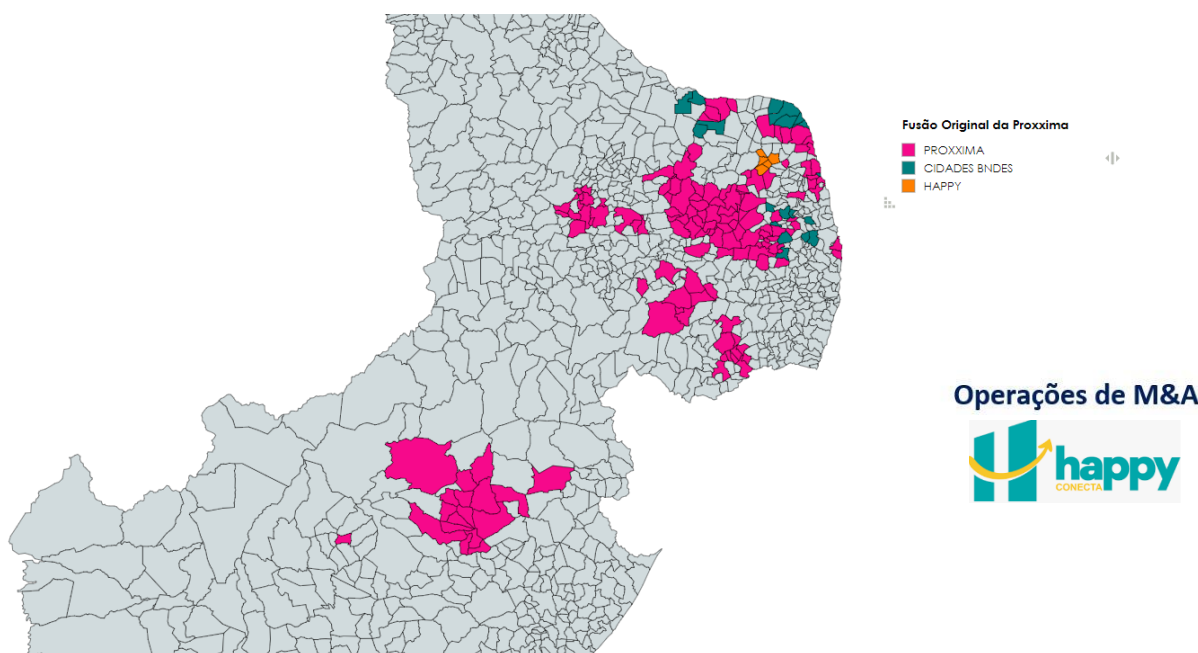 Fusão Original da Proxxima
PROXXIMA
CIDADES BNDES
HAPPY
Operações de M&A
happy
CONECTA